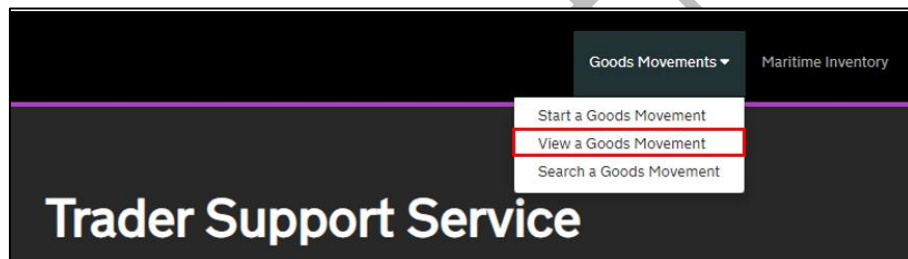 Goods Movements Maritime Inventory
Start a Goods Movement
View a Goods Movement
Search a Goods Movement
Trader Support Service